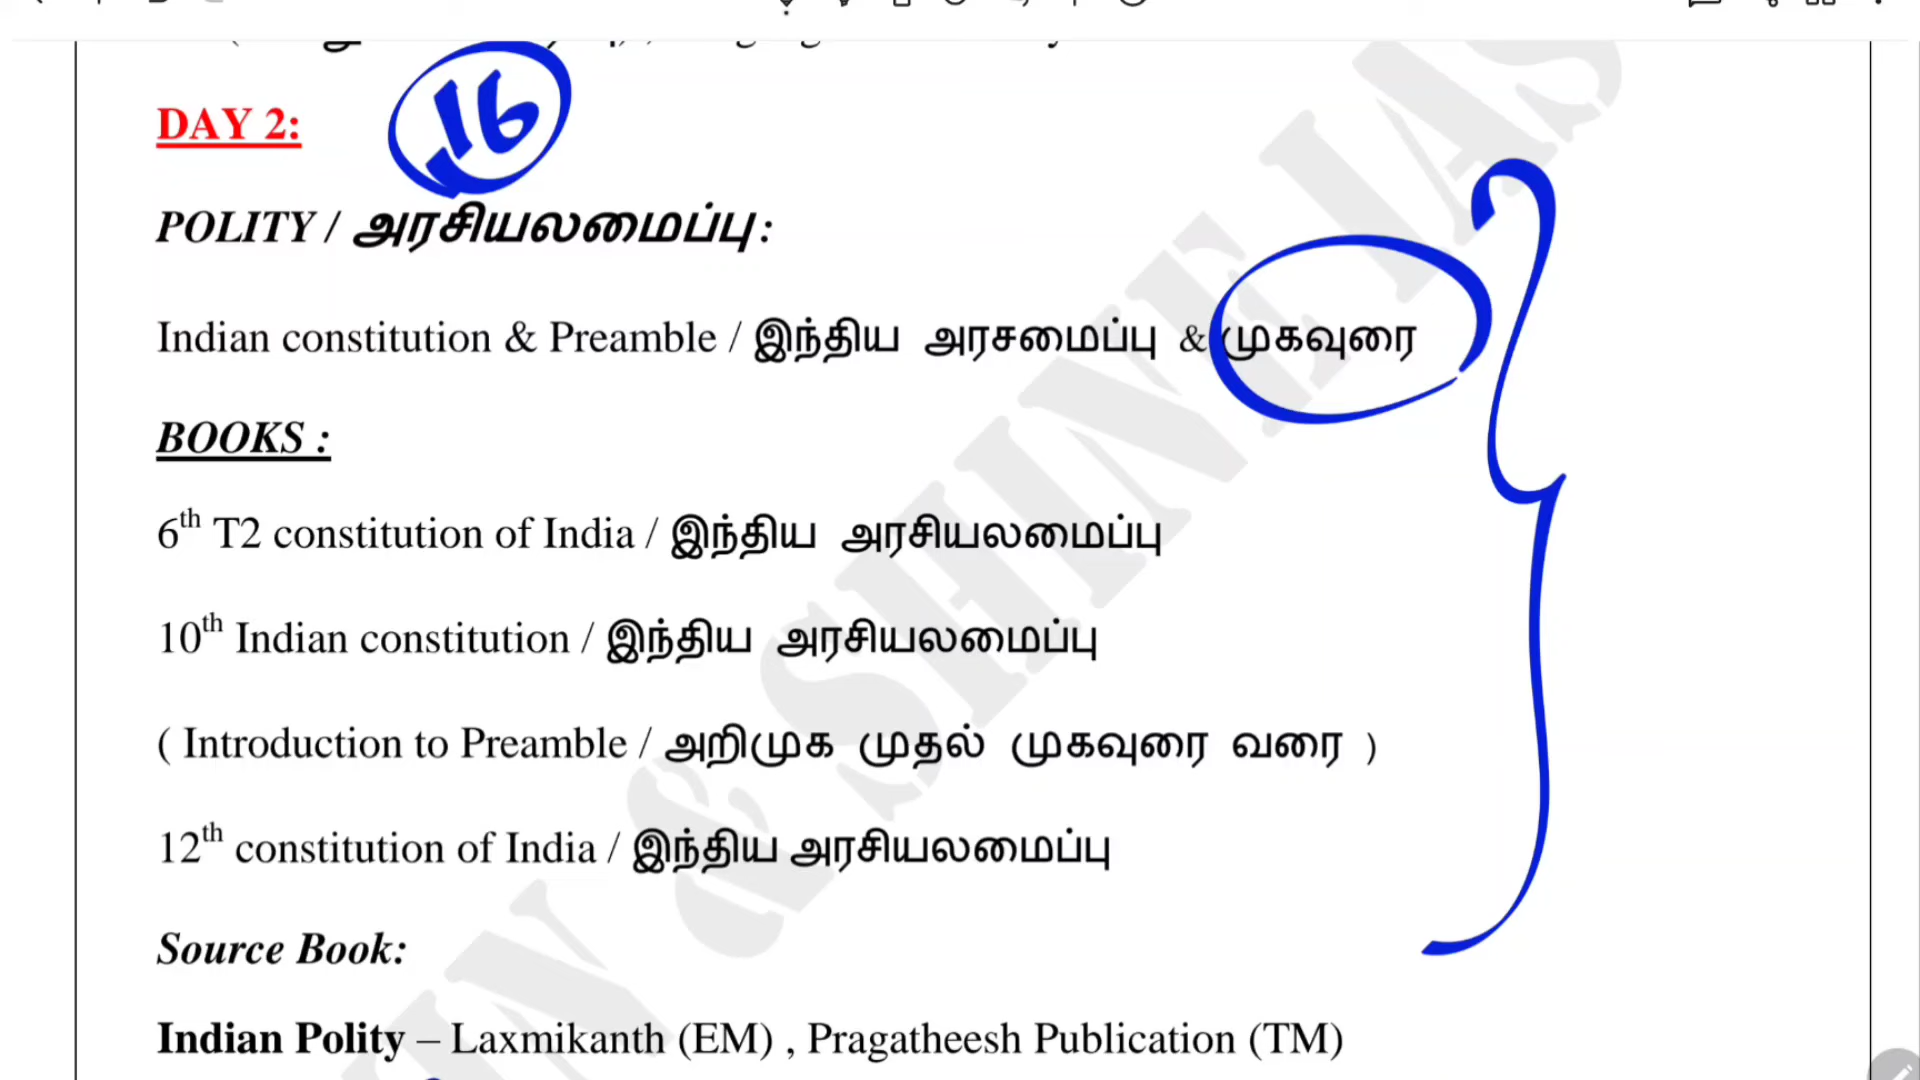 DAY 2:
16
POLITY / அரசியலமைப்பு :
Indian constitution & Preamble / இந்திய அரசமைப்பு & முகவுரை
BOOKS :
6th T2 constitution of India / இந்திய அரசியலமைப்பு
10th Indian constitution / இந்திய அரசியலமைப்பு
( Introduction to Preamble / அறிமுக முதல் முகவுரை வரை )
12th constitution of India / இந்திய அரசியலமைப்பு
Source Book:
Indian Polity – Laxmikanth (EM) , Pragatheesh Publication (TM)
& SHINE IAS